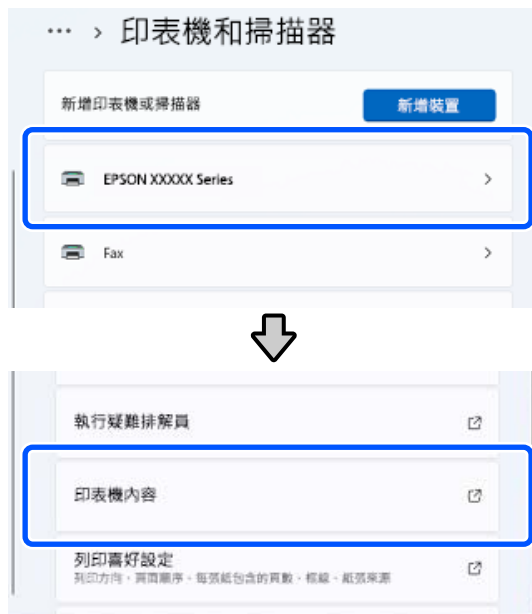 … › 印表機和掃描器
新增印表機或掃描器 新增裝置
EPSON XXXXX Series
Fax
執行疑難排解員
印表機內容
列印喜好設定
列印方向、頁面順序、每張紙包含的頁數、框線、紙張來源